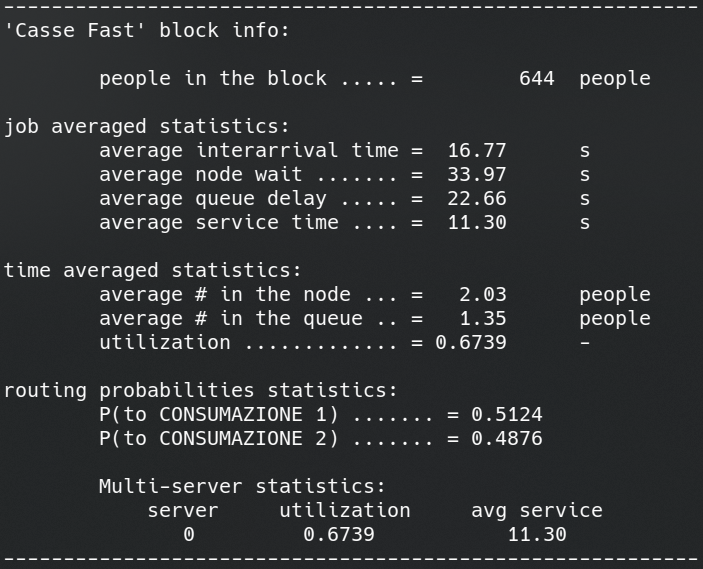 ----------------------------------------------------------
'Casse Fast' block info:
people in the block ..... = 644 people
job averaged statistics:
average interarrival time = 16.77 s
average node wait ....... = 33.97 s
average queue delay ..... = 22.66 s
average service time .... = 11.30 s
time averaged statistics:
average # in the node ... = 2.03 people
average # in the queue .. = 1.35 people
utilization ............. = 0.6739 -
routing probabilities statistics:
P(to CONSUMAZIONE 1) ....... = 0.5124
P(to CONSUMAZIONE 2) ....... = 0.4876
Multi-server statistics:
server utilization avg service
0 0.6739 11.30
----------------------------------------------------------